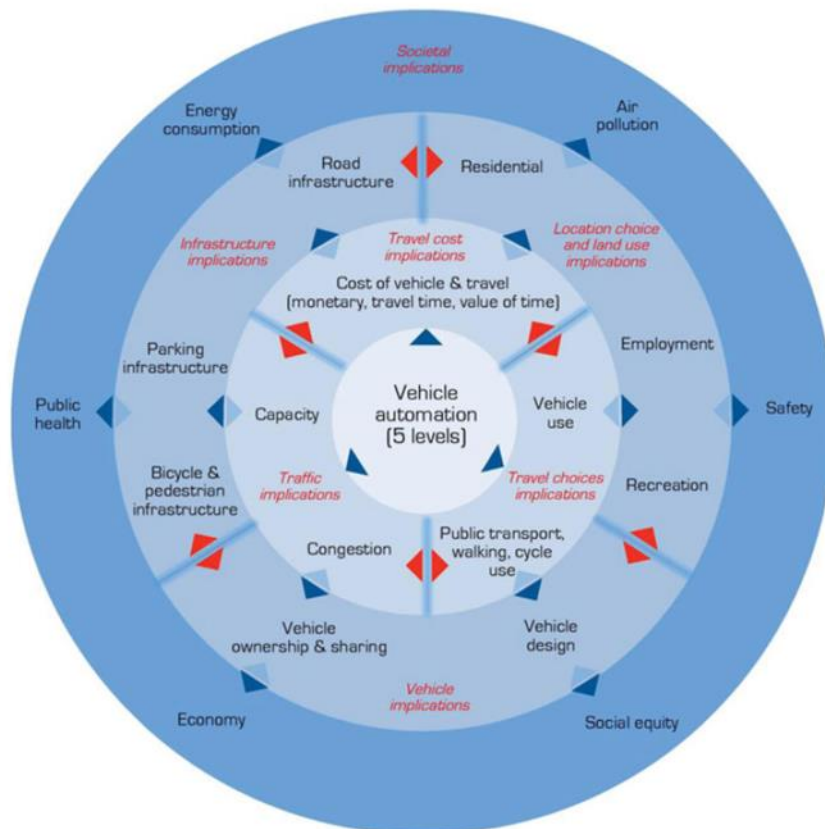 Societal
implications
Energy
consumption
Air
pollution
Road
infrastructure
Residential
Infrastructure
implications
Travel cost
implications
Location choice
and land use
implications
Cost of vehicle & travel
(monetary, travel time, value of time)
Parking
infrastructure
Employment
Public
health
Capacity
Vehicle
automation
(5 levels)
Vehicle
use
Safety
Bicycle &
pedestrian
infrastructure
Traffic
implications
Travel choices
implications
Recreation
Congestion
Public transport,
walking, cycle
use
Vehicle
ownership & sharing
Vehicle
design
Vehicle
implications
Economy
Social equity